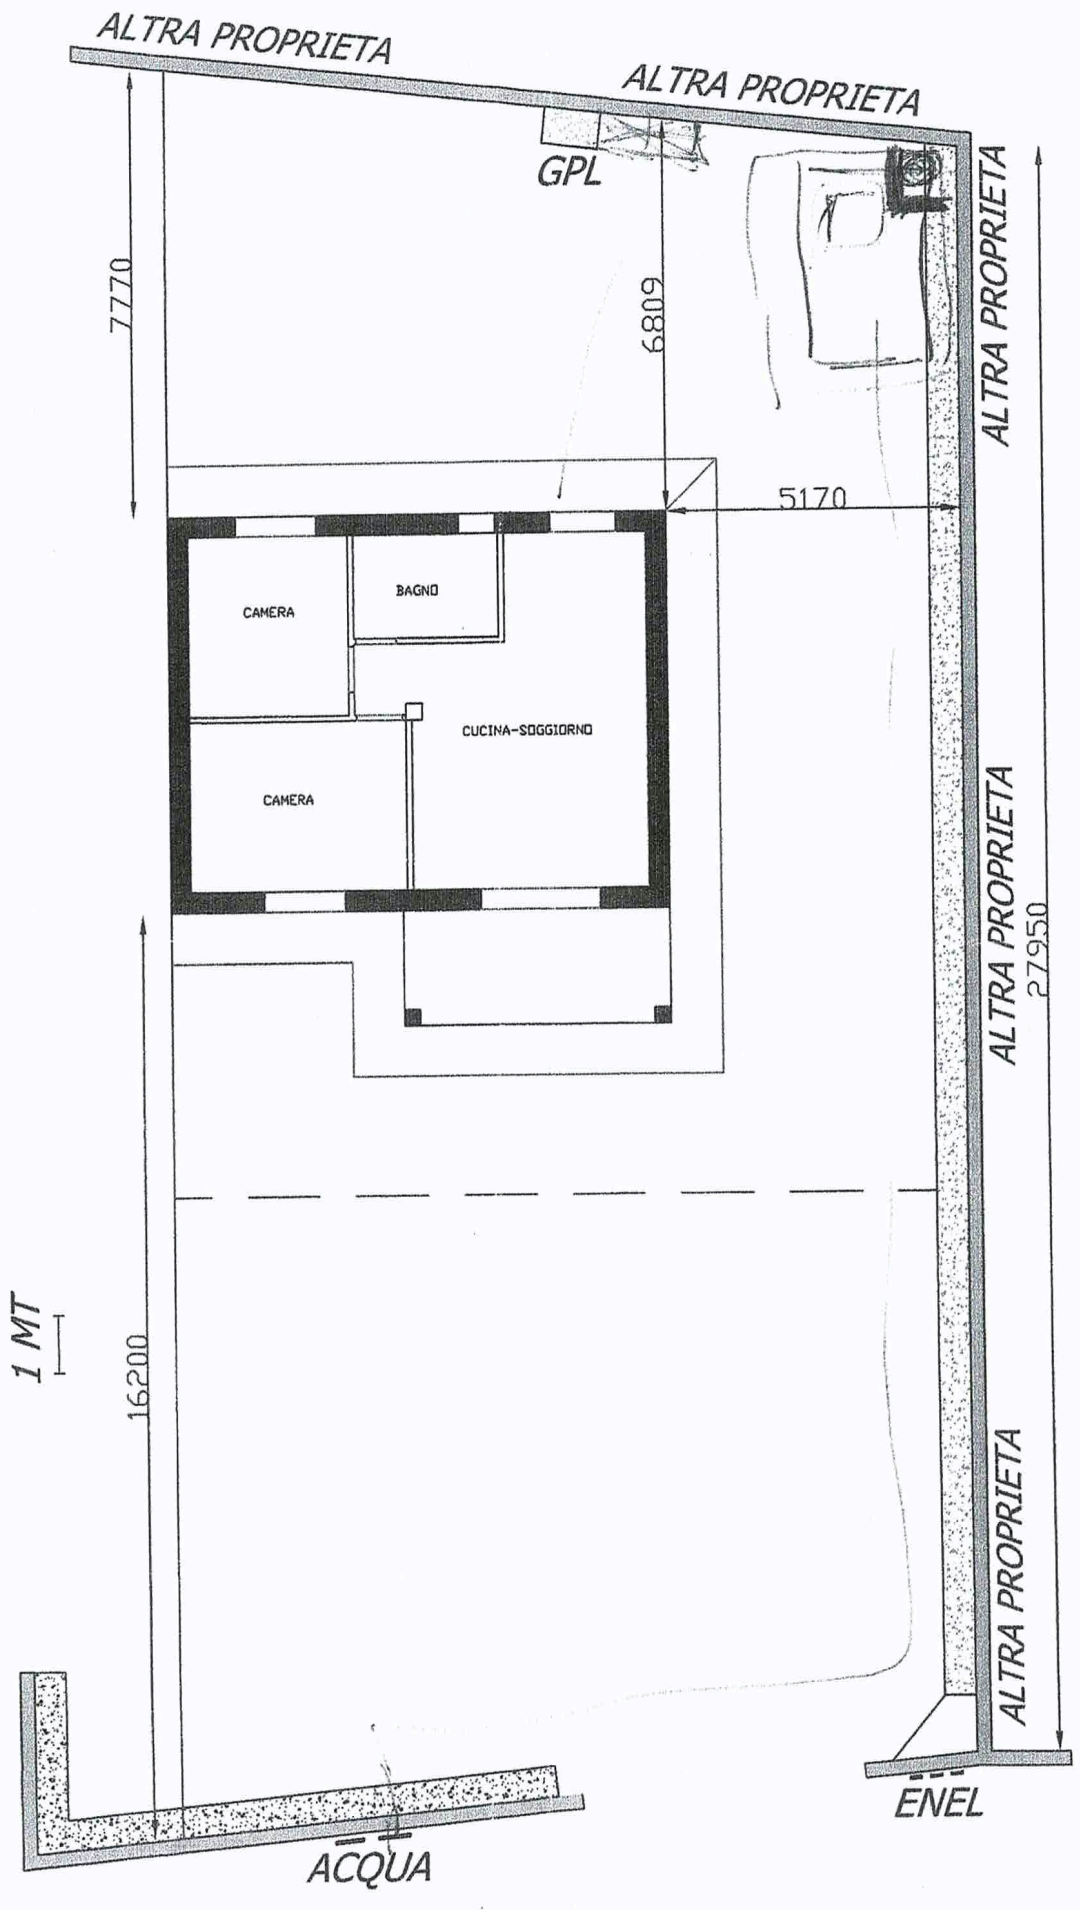 ALTRA PROPRIETA
ALTRA PROPRIETA
GPL
ALTRA PROPRIETA
7770
6809
5170
CAMERA
BAGNO
CUCINA-SOGGIORNO
CAMERA
ALTRA PROPRIETA
27950
1 MT
16200
ALTRA PROPRIETA
ENEL
ACQUA